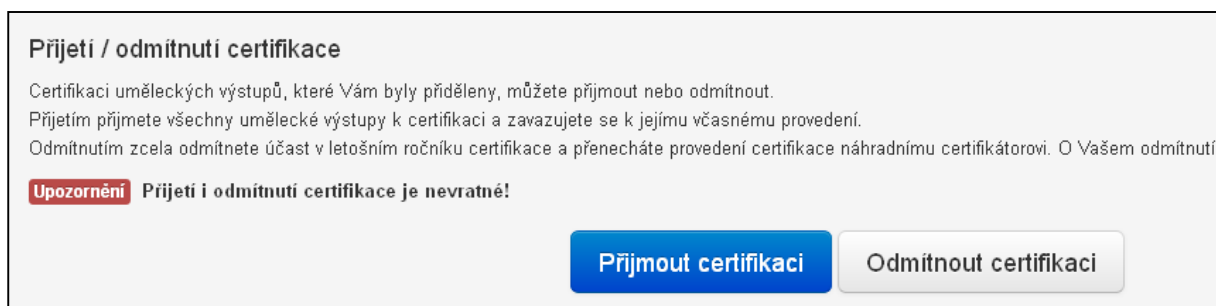 Přijetí / odmítnutí certifikace
Certifikaci uměleckých výstupů, které Vám byly přiděleny, můžete přijmout nebo odmítnout.
Přijetím přijmete všechny umělecké výstupy k certifikaci a zavazujete se k jejímu včasnému provedení.
Odmítnutím zcela odmítnete účast v letošním ročníku certifikace a přenecháte provedení certifikace náhradnímu certifikátorovi. O Vašem odmítnutí
Upozornění Přijetí i odmítnutí certifikace je nevratné!
Přijmout certifikaci Odmítnout certifikaci